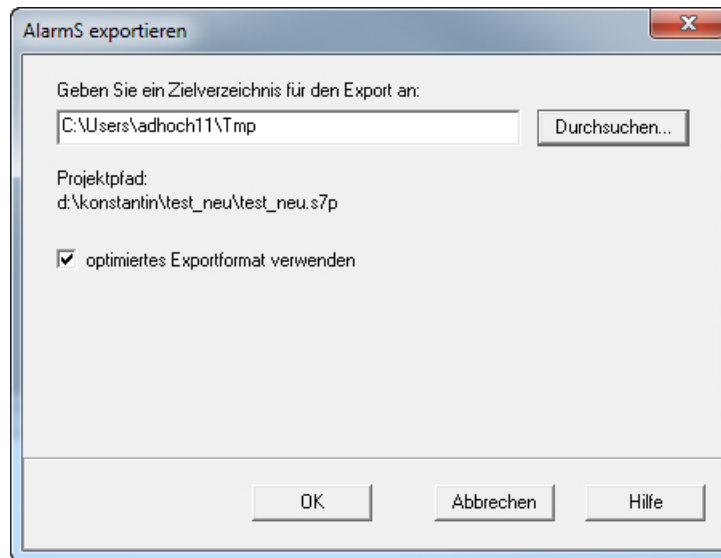 AlarmS exportieren
Geben Sie ein Zielverzeichnis für den Export an:
C:\Users\adhoch11\Tmp
Durchsuchen...
Projektpfad:
d:\konstantin\test_neu\test_neu.s7p
optimiertes Exportformat verwenden
OK
Abbrechen
Hilfe